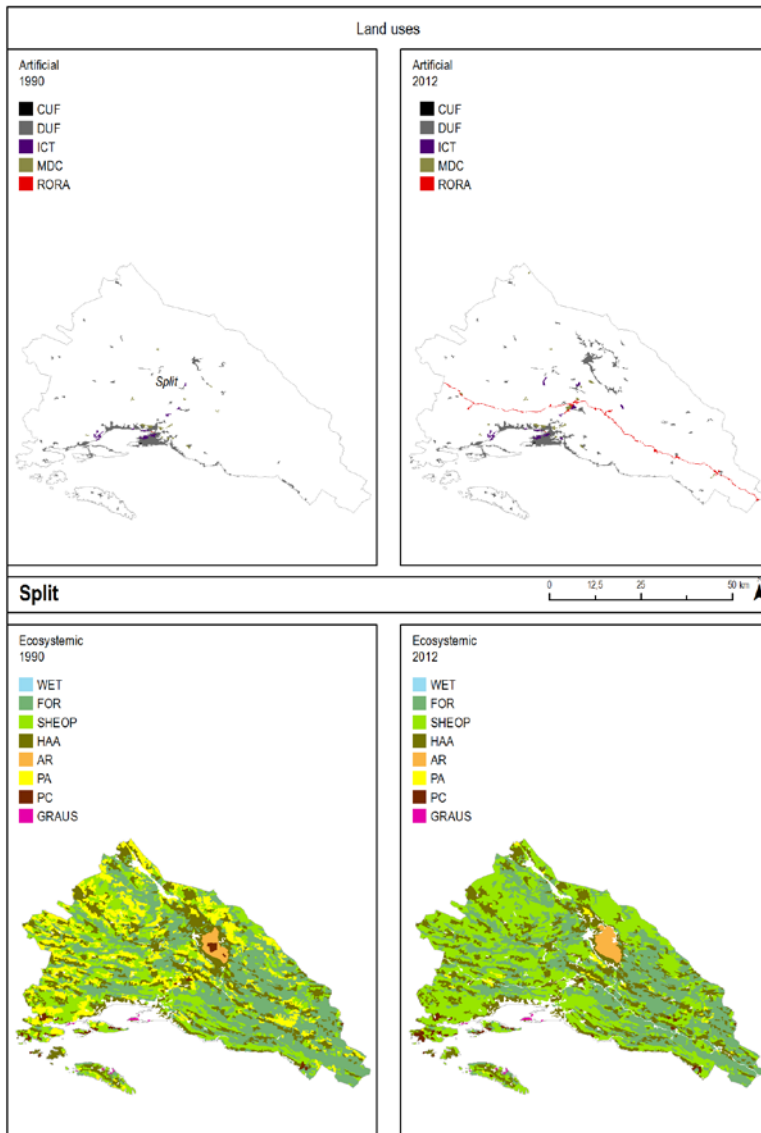 Land uses
Artificial
1990
CUF
DUF
ICT
MDC
RORA
Split
Artificial
2012
CUF
DUF
ICT
MDC
RORA
Split
0 12,5 25 50 km
Ecosystemic
1990
WET
FOR
SHEOP
HAA
AR
PA
PC
GRAUS
Ecosystemic
2012
WET
FOR
SHEOP
HAA
AR
PA
PC
GRAUS